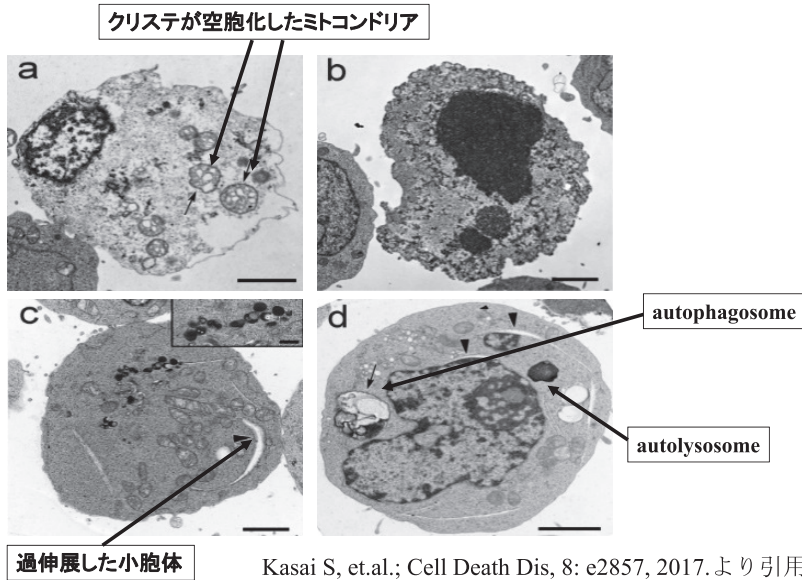 クリステが空胞化したミトコンドリア
a
b
c
d
autophagosome
autolysosome
過伸展した小胞体
Kasai S, et.al.; Cell Death Dis, 8: e2857, 2017.より引用